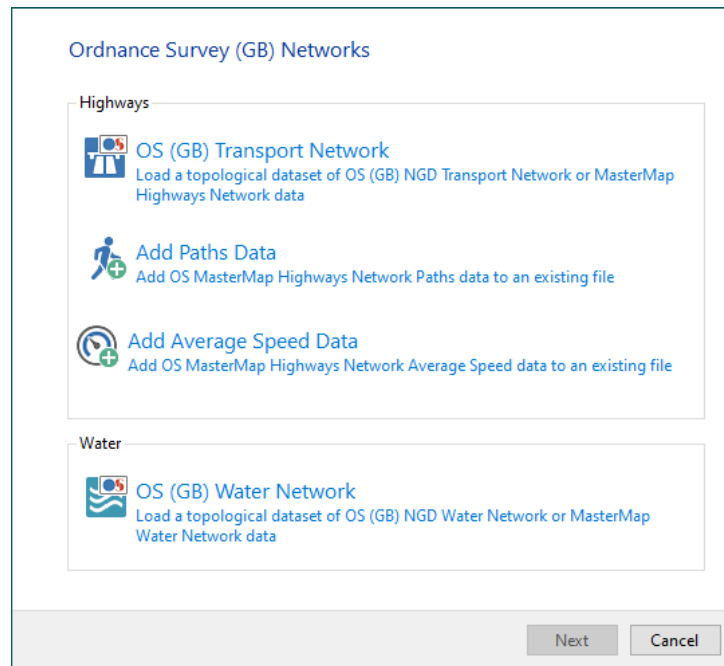 Ordnance Survey (GB) Networks
Highways
OS (GB) Transport Network
Load a topological dataset of OS (GB) NGD Transport Network or MasterMap
Highways Network data
Add Paths Data
Add OS MasterMap Highways Network Paths data to an existing file
Add Average Speed Data
Add OS MasterMap Highways Network Average Speed data to an existing file
Water
OS (GB) Water Network
Load a topological dataset of OS (GB) NGD Water Network or MasterMap
Water Network data
Next
Cancel